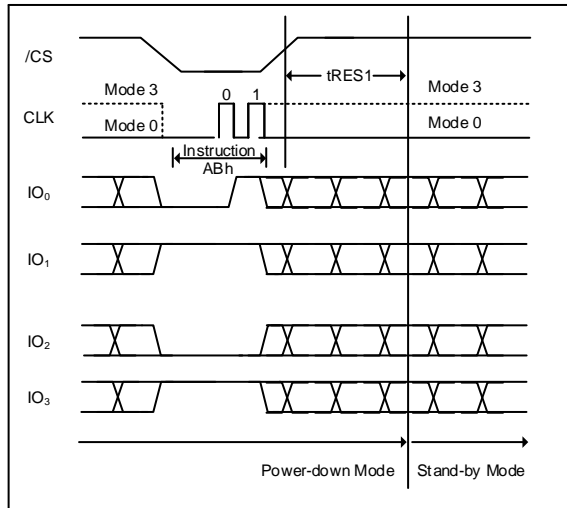 /CS
tRES1
Mode 3
0 1
Mode 3
CLK
Mode 0
Mode 0
Instruction
ABh
IO₀
IO₁
IO₂
IO₃
Power-down Mode
Stand-by Mode